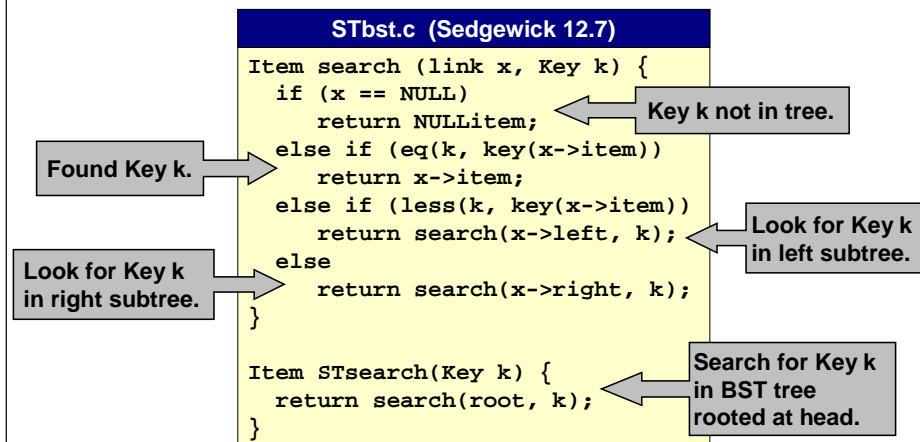 STbst.c (Sedgewick 12.7)
Item search (link x, Key k) {
if (x == NULL)
return NULLitem;
else if (eq(k, key(x->item))
return x->item;
else if (less(k, key(x->item))
return search(x->left, k);
else
return search(x->right, k);
}
Item STsearch(Key k) {
return search(root, k);
}
Key k not in tree.
Found Key k.
Look for Key k
in left subtree.
Look for Key k
in right subtree.
Search for Key k
in BST tree
rooted at head.